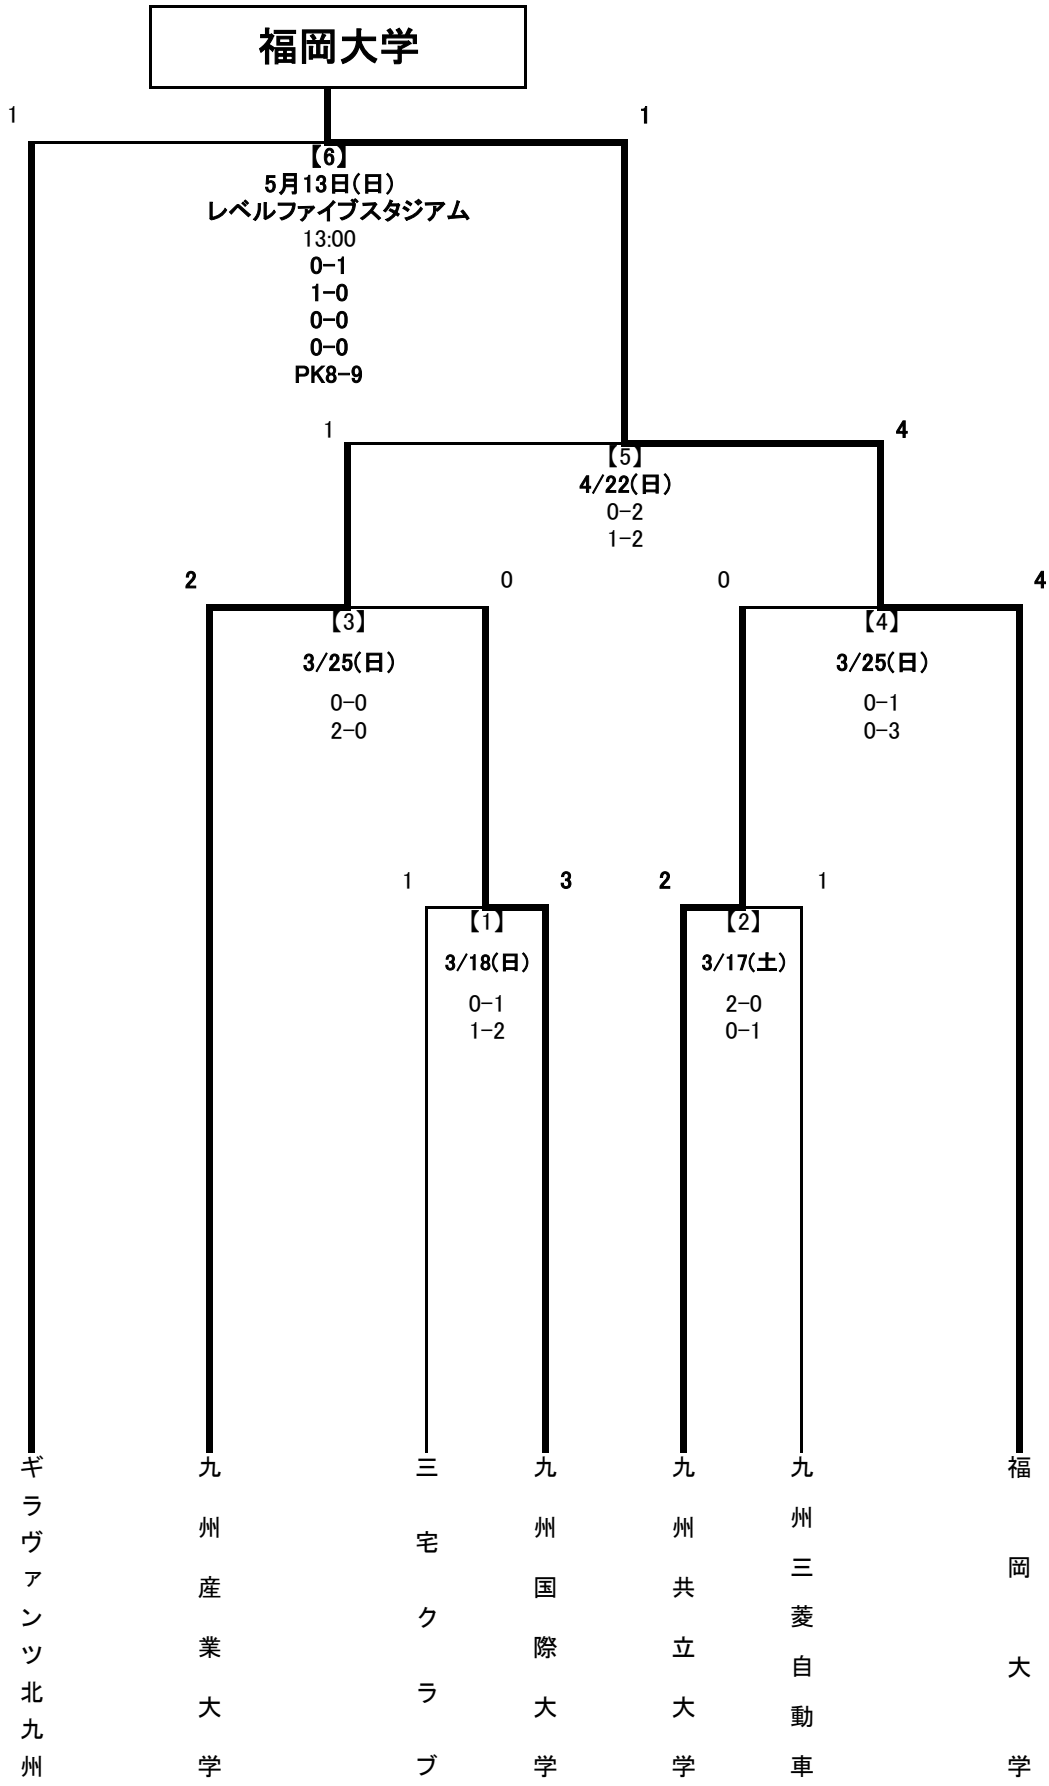 福岡大学
1
1
【6】
5月13日(日)
レベルファイブスタジアム
13:00
0-1
1-0
0-0
0-0
PK8-9
1
4
【5】
4/22(日)
0-2
1-2
2
0
0
4
【3】
3/25(日)
0-0
2-0
【4】
3/25(日)
0-1
0-3
1
3
2
1
【1】
3/18(日)
0-1
1-2
【2】
3/17(土)
2-0
0-1
ギラヴァンツ北九州
九州産業大学
三宅クラブ
九州国際大学
九州共立大学
九州三菱自動車
福岡大学